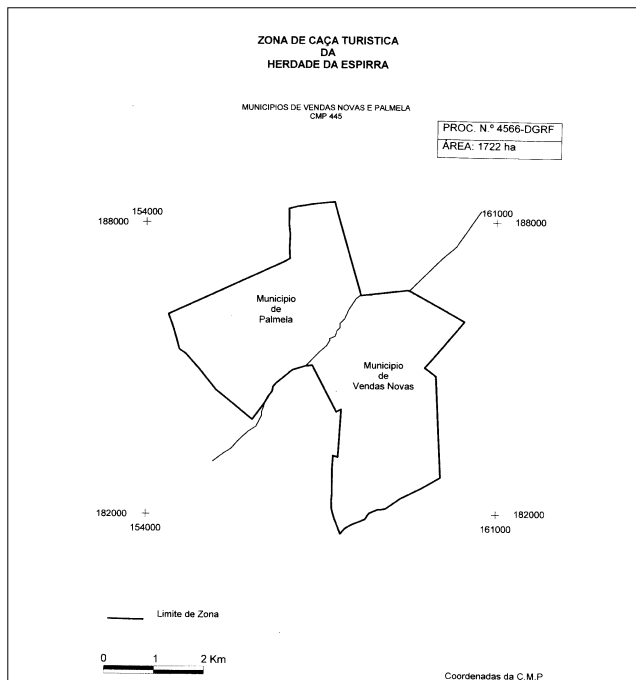 ZONA DE CAÇA TURISTICA
DA
HERDADE DA ESPIRRA
MUNICIPIOS DE VENDAS NOVAS E PALMELA
CMP 445
PROC. N.º 4566-DGRF
ÁREA: 1722 ha
154000
188000
161000
188000
Municipio
de
Palmela
Municipio
de
Vendas Novas
182000
154000
182000
161000
Limite de Zona
0 1 2 Km
Coordenadas da C.M.P